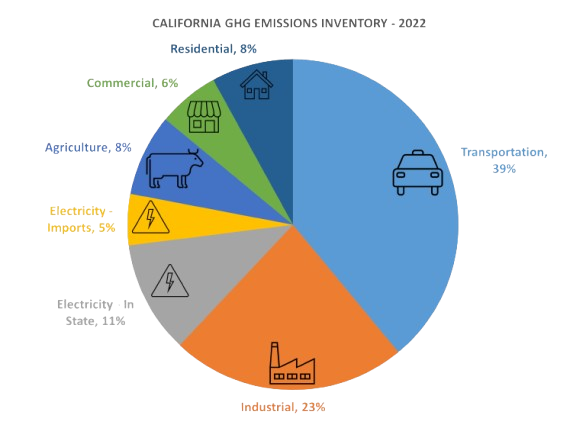 CALIFORNIA GHG EMISSIONS INVENTORY - 2022
Residential, 8%
Commercial, 6%
Agriculture, 8%
Electricity -
Imports, 5%
Electricity - In
State, 11%
Industrial, 23%
Transportation,
39%